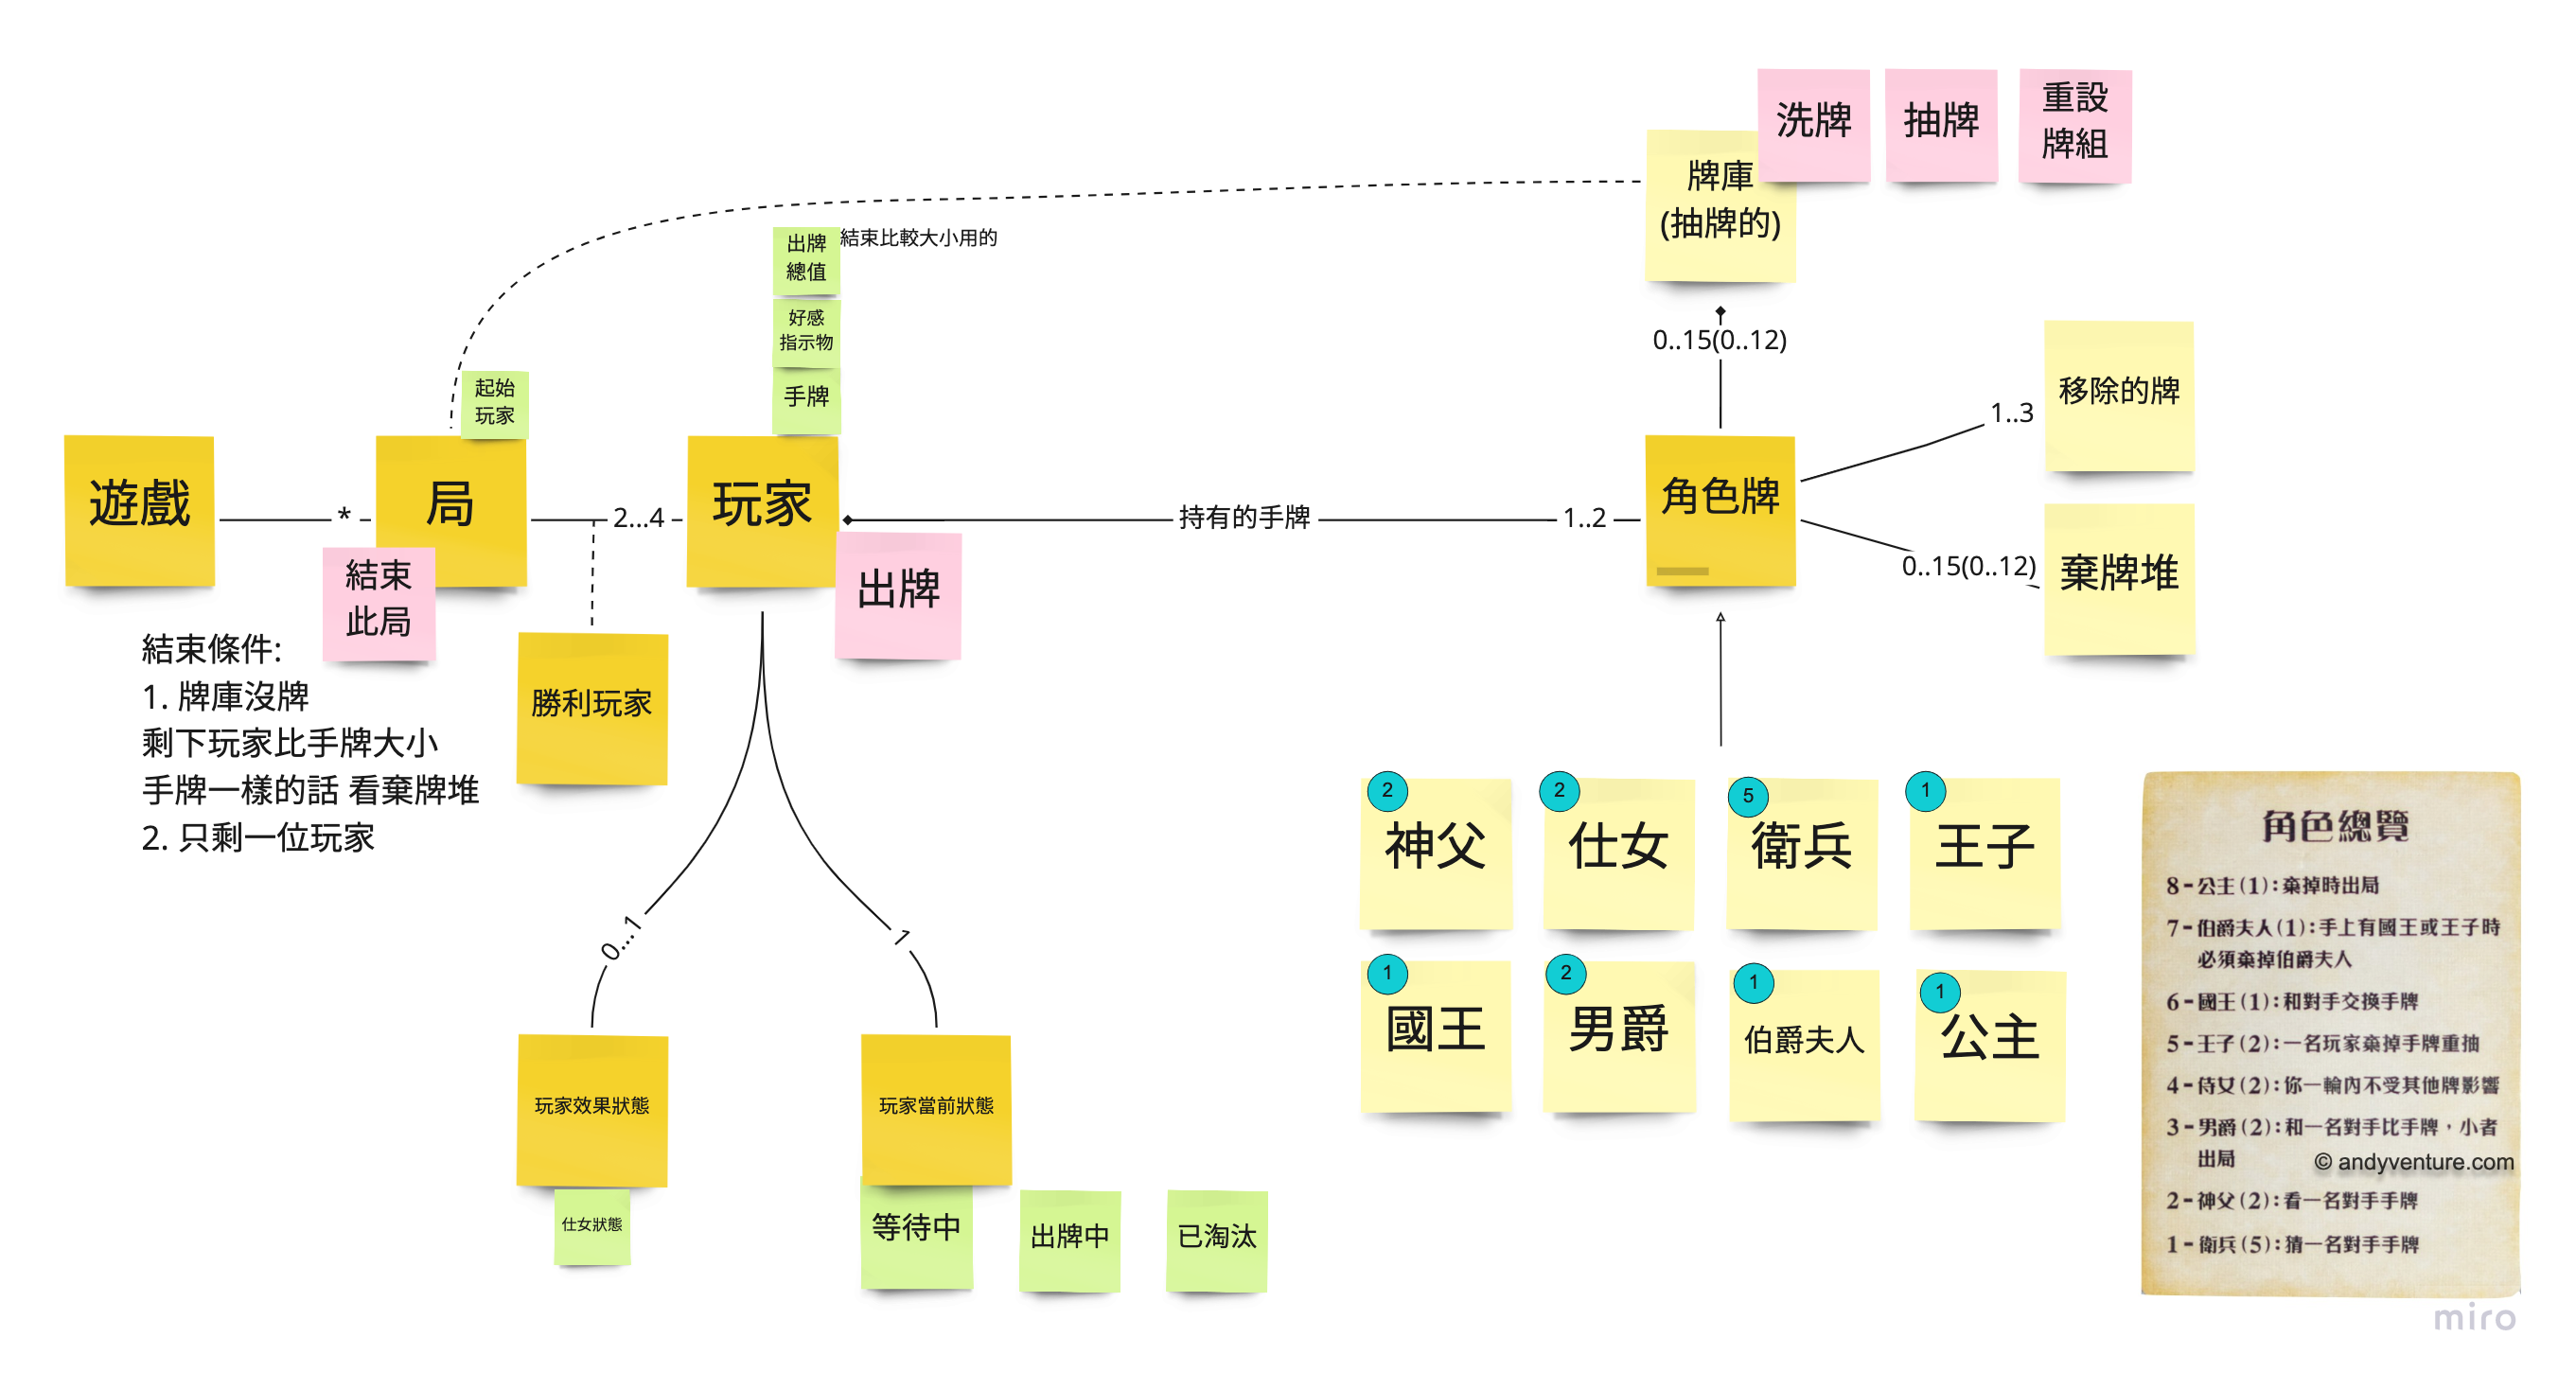 洗牌
抽牌
重設
牌組
牌庫
(抽牌的)
出牌
總值
結束比較大小用的
好感
指示物
手牌
0..15(0..12)
移除的牌
1..3
起始
玩家
遊戲
*
局
2...4
玩家
持有的手牌
1..2
角色牌
0..15(0..12)
棄牌堆
結束
此局
出牌
結束條件:
1. 牌庫沒牌
剩下玩家比手牌大小
手牌一樣的話 看棄牌堆
2. 只剩一位玩家
勝利玩家
2
神父
2
仕女
5
衛兵
1
王子
1
國王
2
男爵
1
伯爵夫人
1
公主
0...1
1
玩家效果狀態
玩家當前狀態
仕女狀態
等待中
出牌中
已淘汰
角色總覽
8-公主(1):棄掉時出局
7-伯爵夫人(1):手上有國王或王子時
必須棄掉伯爵夫人
6-國王(1):和對手交換手牌
5-王子(2):一名玩家棄掉手牌重抽
4-侍女(2):你一輪內不受其他牌影響
3-男爵(2):和一名對手比手牌，小者
出局
© andyventure.com
2-神父(2):看一名對手手牌
1-衛兵(5):猜一名對手手牌
miro